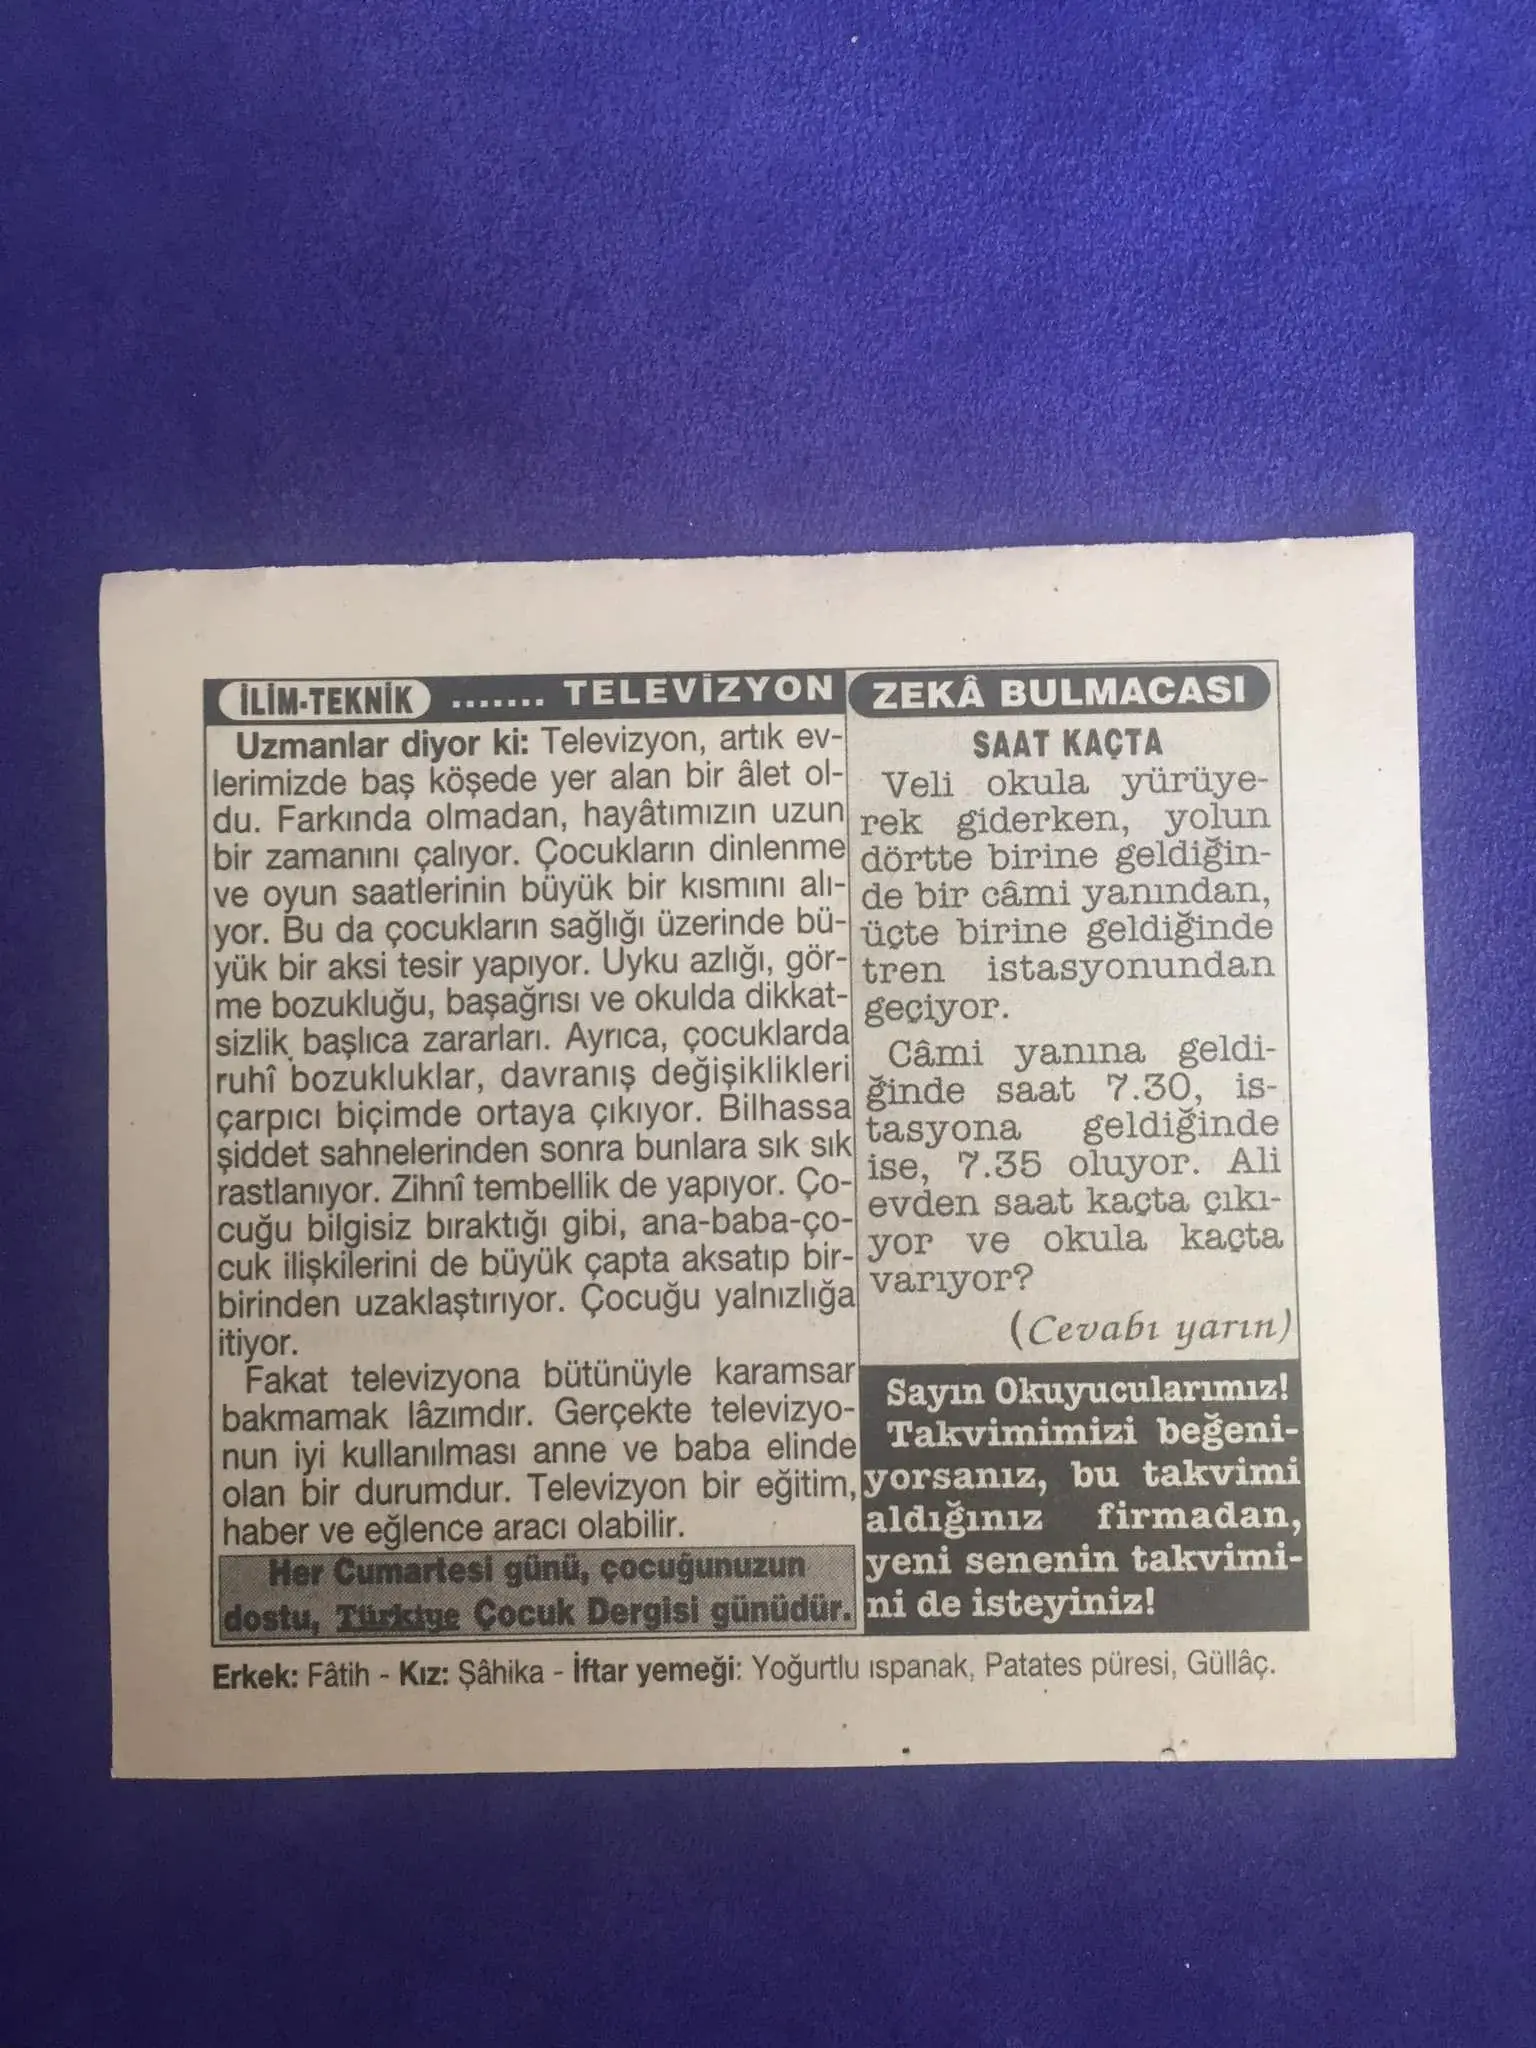 İLİM-TEKNİK ....... TELEVİZYON
Uzmanlar diyor ki: Televizyon, artık ev-
lerimizde baş köşede yer alan bir âlet ol-
du. Farkında olmadan, hayâtımızın uzun
bir zamanını çalıyor. Çocukların dinlenme
ve oyun saatlerinin büyük bir kısmını alı-
yor. Bu da çocukların sağlığı üzerinde bü-
yük bir aksi tesir yapıyor. Uyku azlığı, gör-
me bozukluğu, başağrısı ve okulda dikkat-
sizlik başlıca zararları. Ayrıca, çocuklarda
ruhî bozukluklar, davranış değişiklikleri
çarpıcı biçimde ortaya çıkıyor. Bilhassa
şiddet sahnelerinden sonra bunlara sık sık
rastlanıyor. Zihnî tembellik de yapıyor. Ço-
cuğu bilgisiz bıraktığı gibi, ana-baba-ço-
cuk ilişkilerini de büyük çapta aksatıp bir-
birinden uzaklaştırıyor. Çocuğu yalnızlığa
itiyor.
Fakat televizyona bütünüyle karamsar
bakmamak lâzımdır. Gerçekte televizyo-
nun iyi kullanılması anne ve baba elinde
olan bir durumdur. Televizyon bir eğitim,
haber ve eğlence aracı olabilir.
Her Cumartesi günü, çocuğunuzun
dostu, Türkiye Çocuk Dergisi günüdür.
ZEKÂ BULMACASI
SAAT KAÇTA
Veli okula yürüye-
rek giderken, yolun
dörtte birine geldiğin-
de bir câmi yanından,
üçte birine geldiğinde
tren istasyonundan
geçiyor.
Câmi yanına geldi-
ğinde saat 7.30, is-
tasyona geldiğinde
ise, 7.35 oluyor. Ali
evden saat kaçta çıkı-
yor ve okula kaçta
varıyor?
(Cevabı yarın)
Sayın Okuyucularımız!
Takvimimizi beğeni-
yorsanız, bu takvimi
aldığınız firmadan,
yeni senenin takvimi-
ni de isteyiniz!
Erkek: Fâtih - Kız: Şâhika - İftar yemeği: Yoğurtlu ıspanak, Patates püresi, Güllâç.